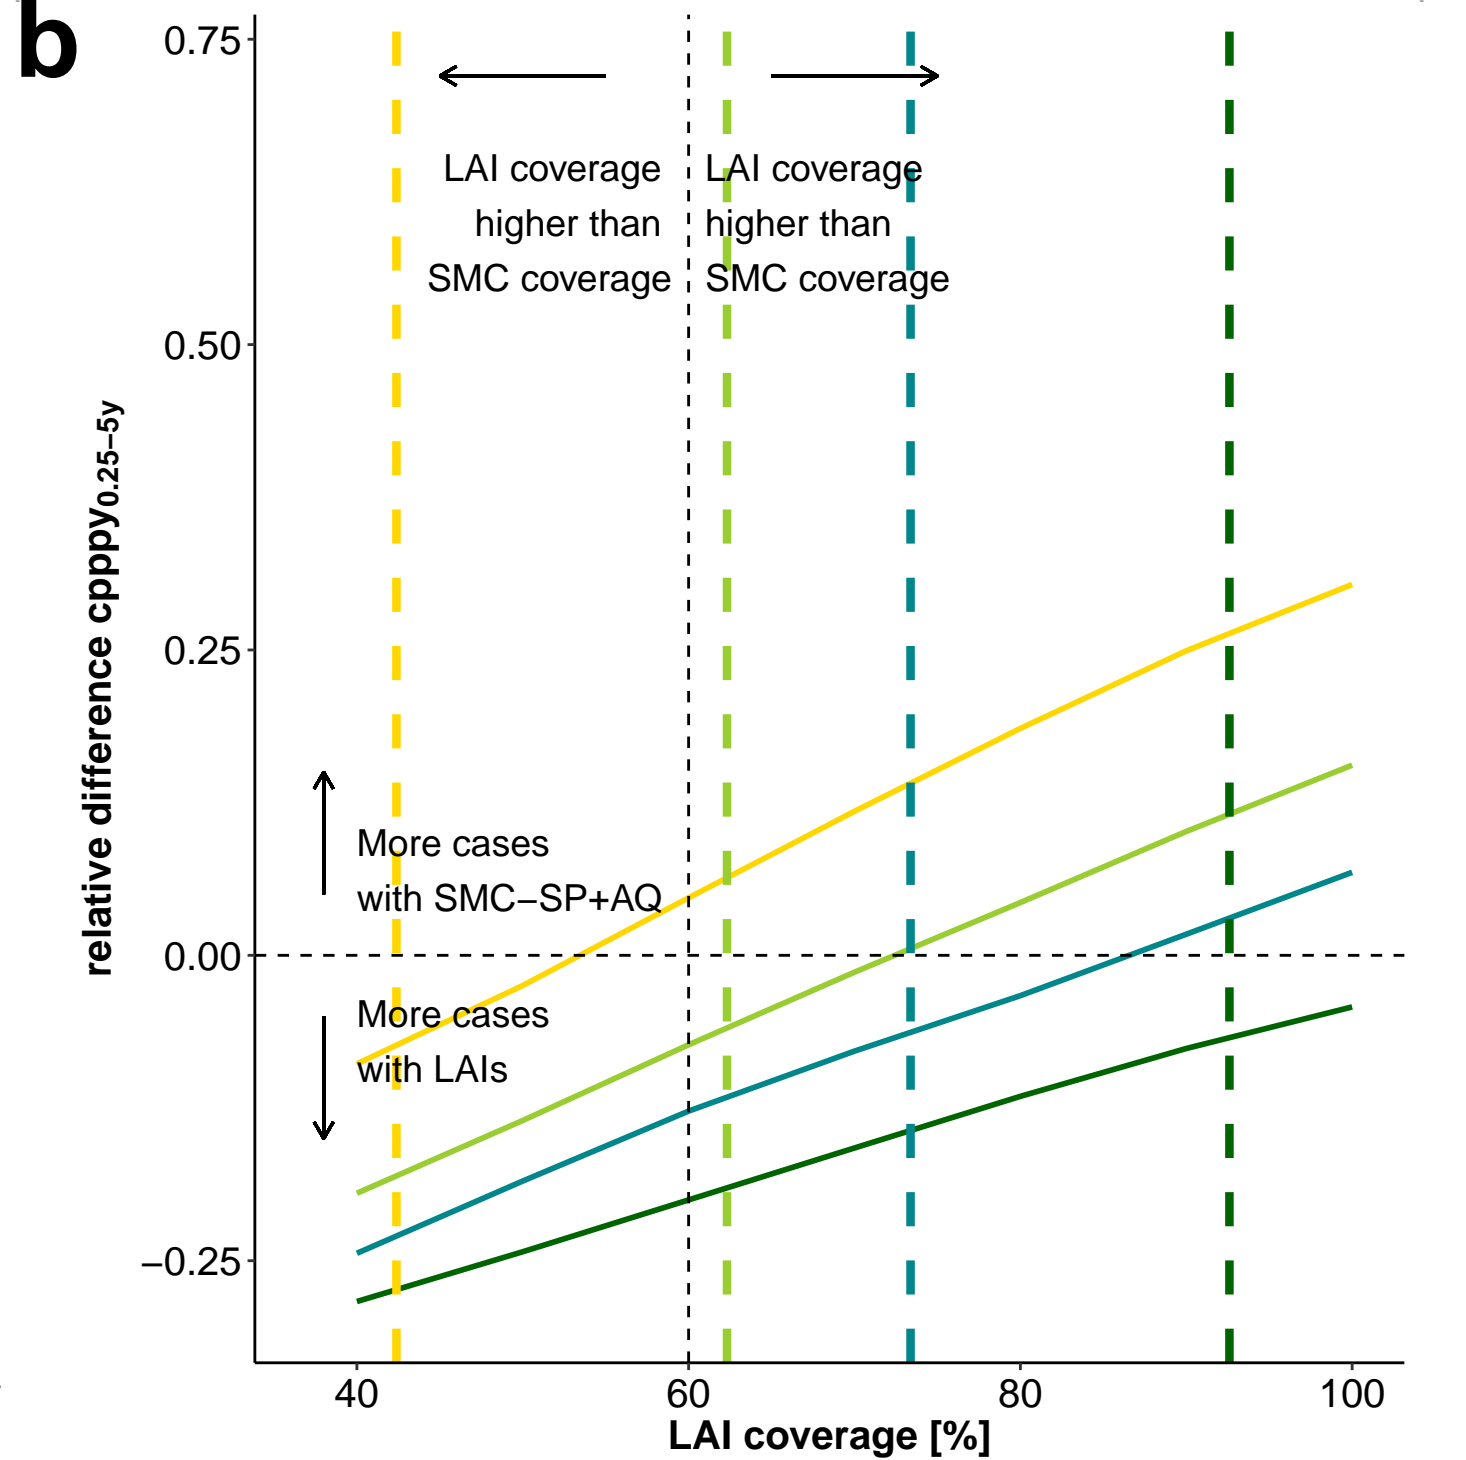 b
0.75
0.50
0.25
0.00
−0.25
relative difference cpppy0.25−5y
LAI coverage
higher than
SMC coverage
LAI coverage
higher than
SMC coverage
More cases
with SMC−SP+AQ
More cases
with LAIs
40 60 80 100
LAI coverage [%]